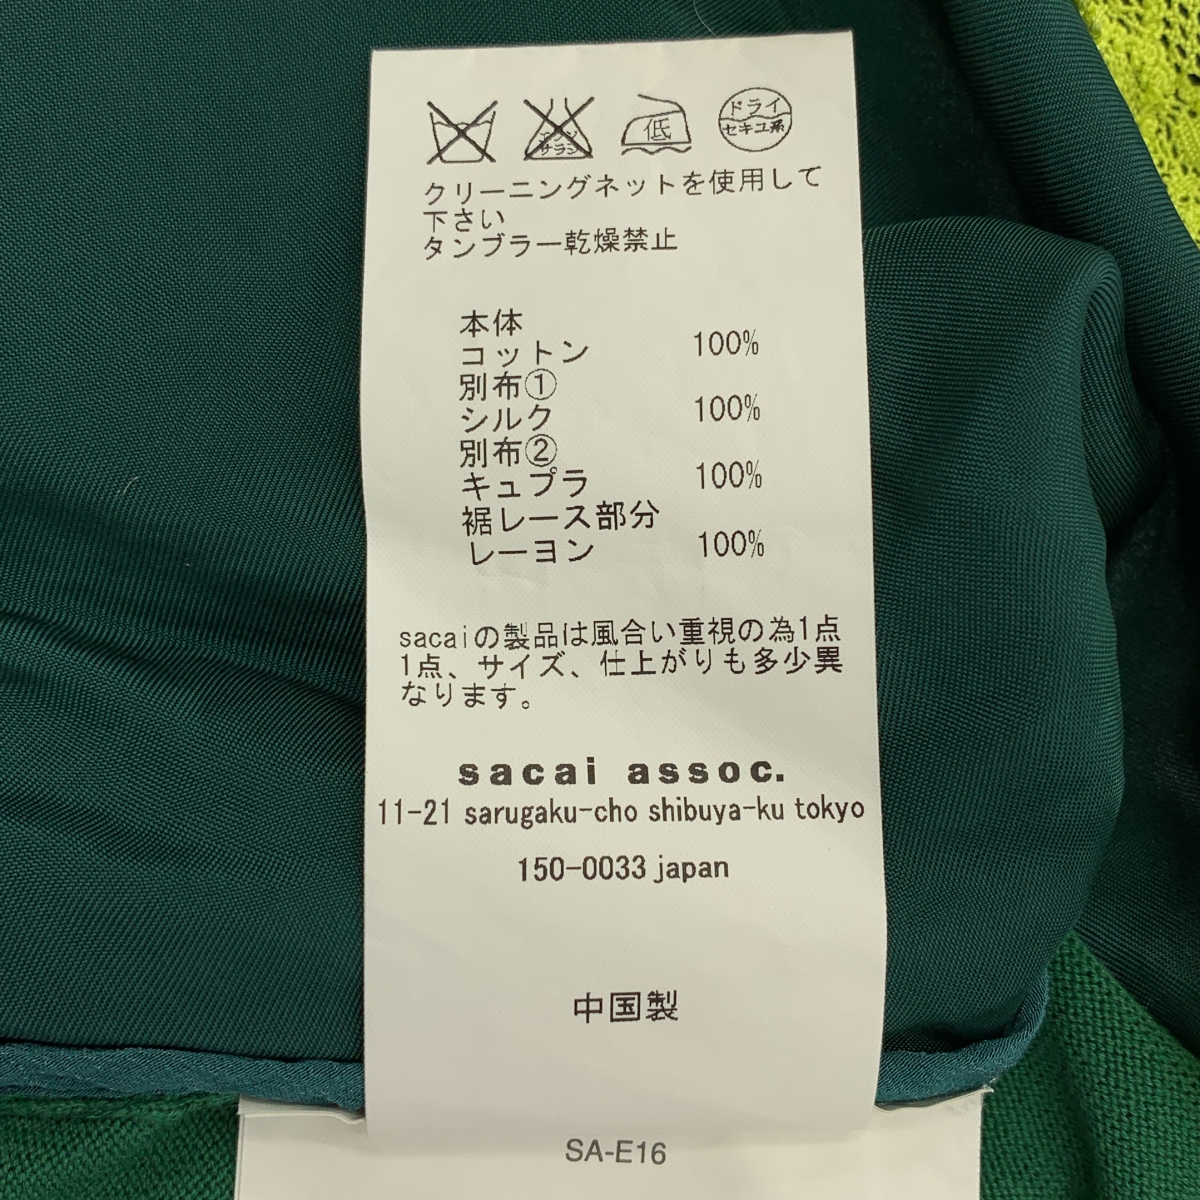 エンソ
サラシ
低
ドライ
セキユ系
クリーニングネットを使用して
下さい
タンブラー乾燥禁止
本体
コットン 100%
別布①
シルク 100%
別布②
キュプラ 100%
裾レース部分
レーヨン 100%
sacaiの製品は風合い重視の為1点
1点、サイズ、仕上がりも多少異
なります。
sacai assoc.
11-21 sarugaku-cho shibuya-ku tokyo
150-0033 japan
中国製
SA-E16